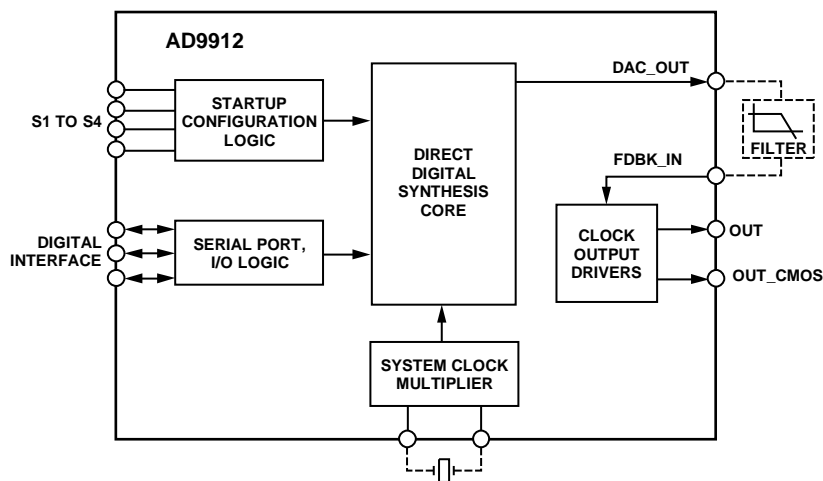 AD9912
S1 TO S4
STARTUP
CONFIGURATION
LOGIC
DIRECT
DIGITAL
SYNTHESIS
CORE
DAC_OUT
FILTER
FDBK_IN
DIGITAL
INTERFACE
SERIAL PORT,
I/O LOGIC
CLOCK
OUTPUT
DRIVERS
OUT
OUT_CMOS
SYSTEM CLOCK
MULTIPLIER